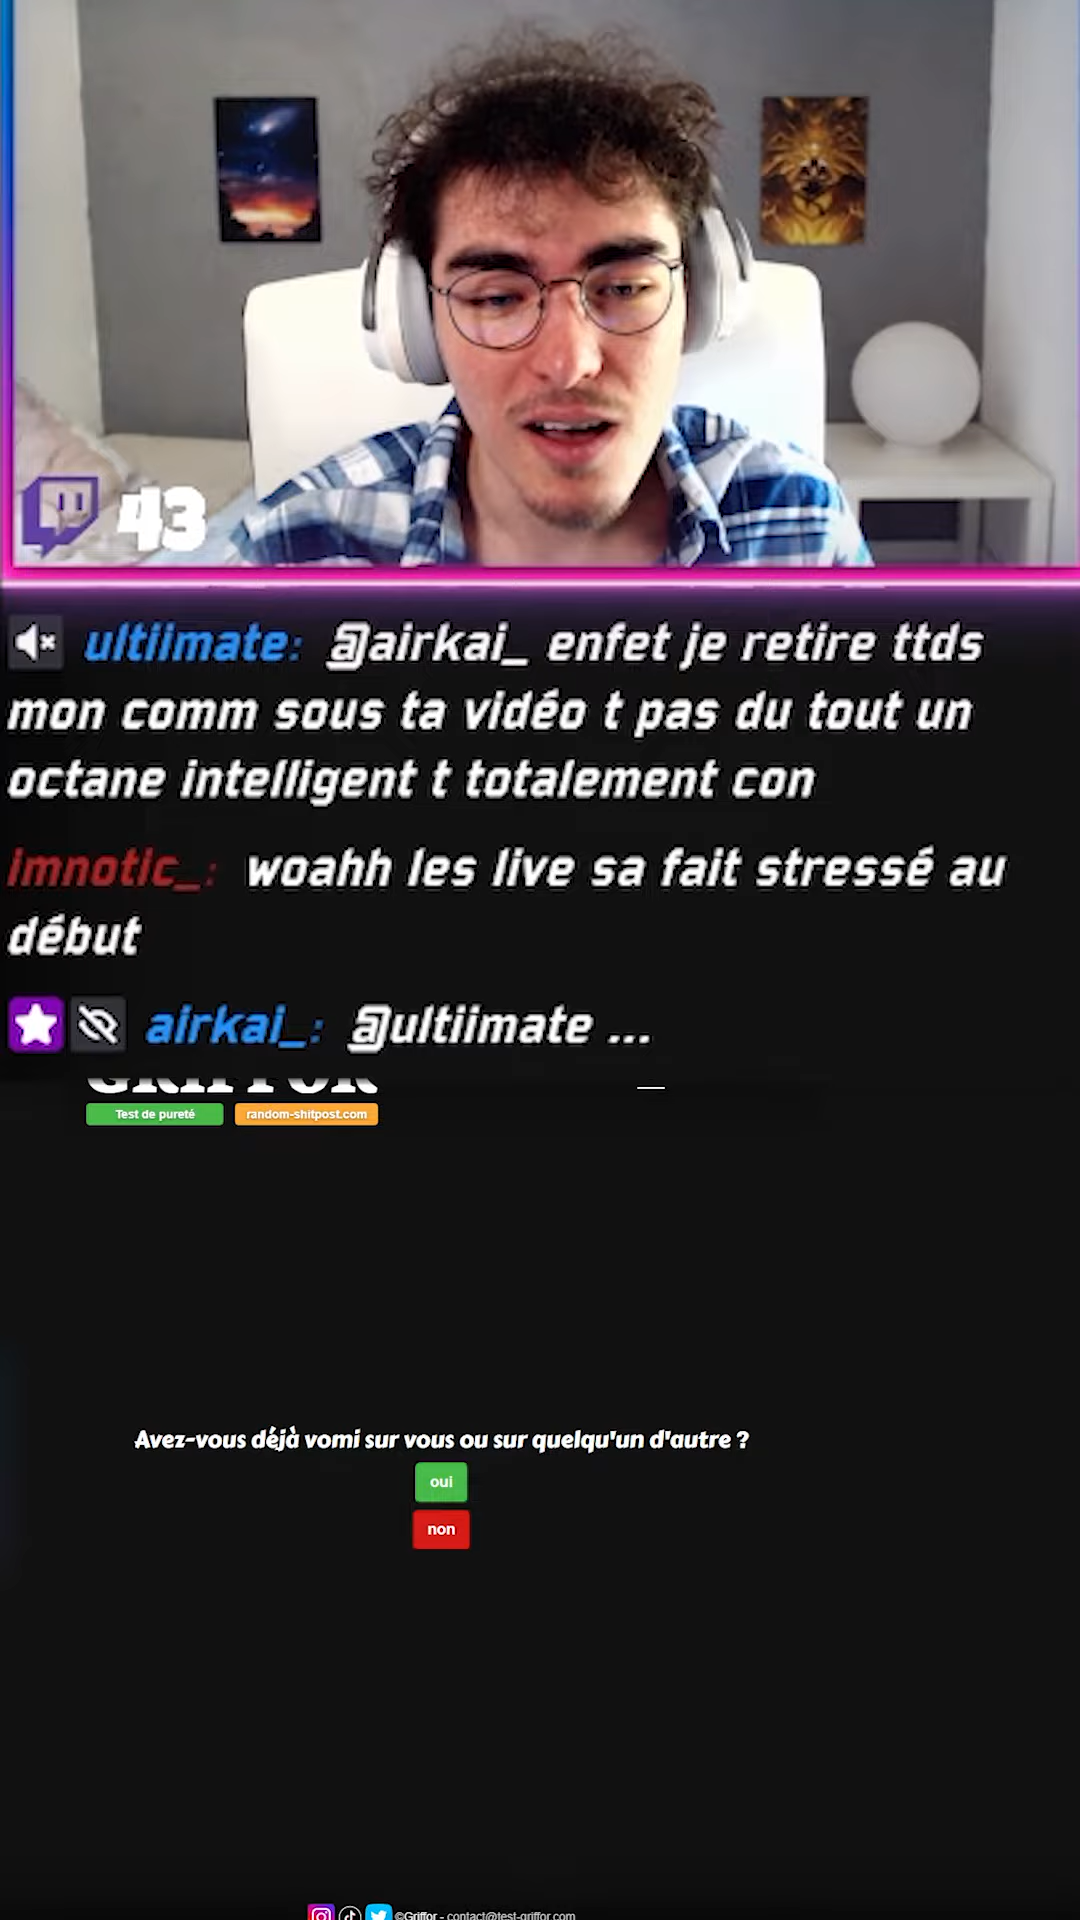 43
ultiimate: @airkai_ enfet je retire ttds
mon comm sous ta vidéo t pas du tout un
octane intelligent t totalement con
imnotic_: woahh les live sa fait stressé au
début
airkai_: @ultiimate ...
GRIFFOR
Test de pureté random-shitpost.com
Avez-vous déjà vomi sur vous ou sur quelqu'un d'autre ?
oui
non
©Griffor - contact@test-griffor.com